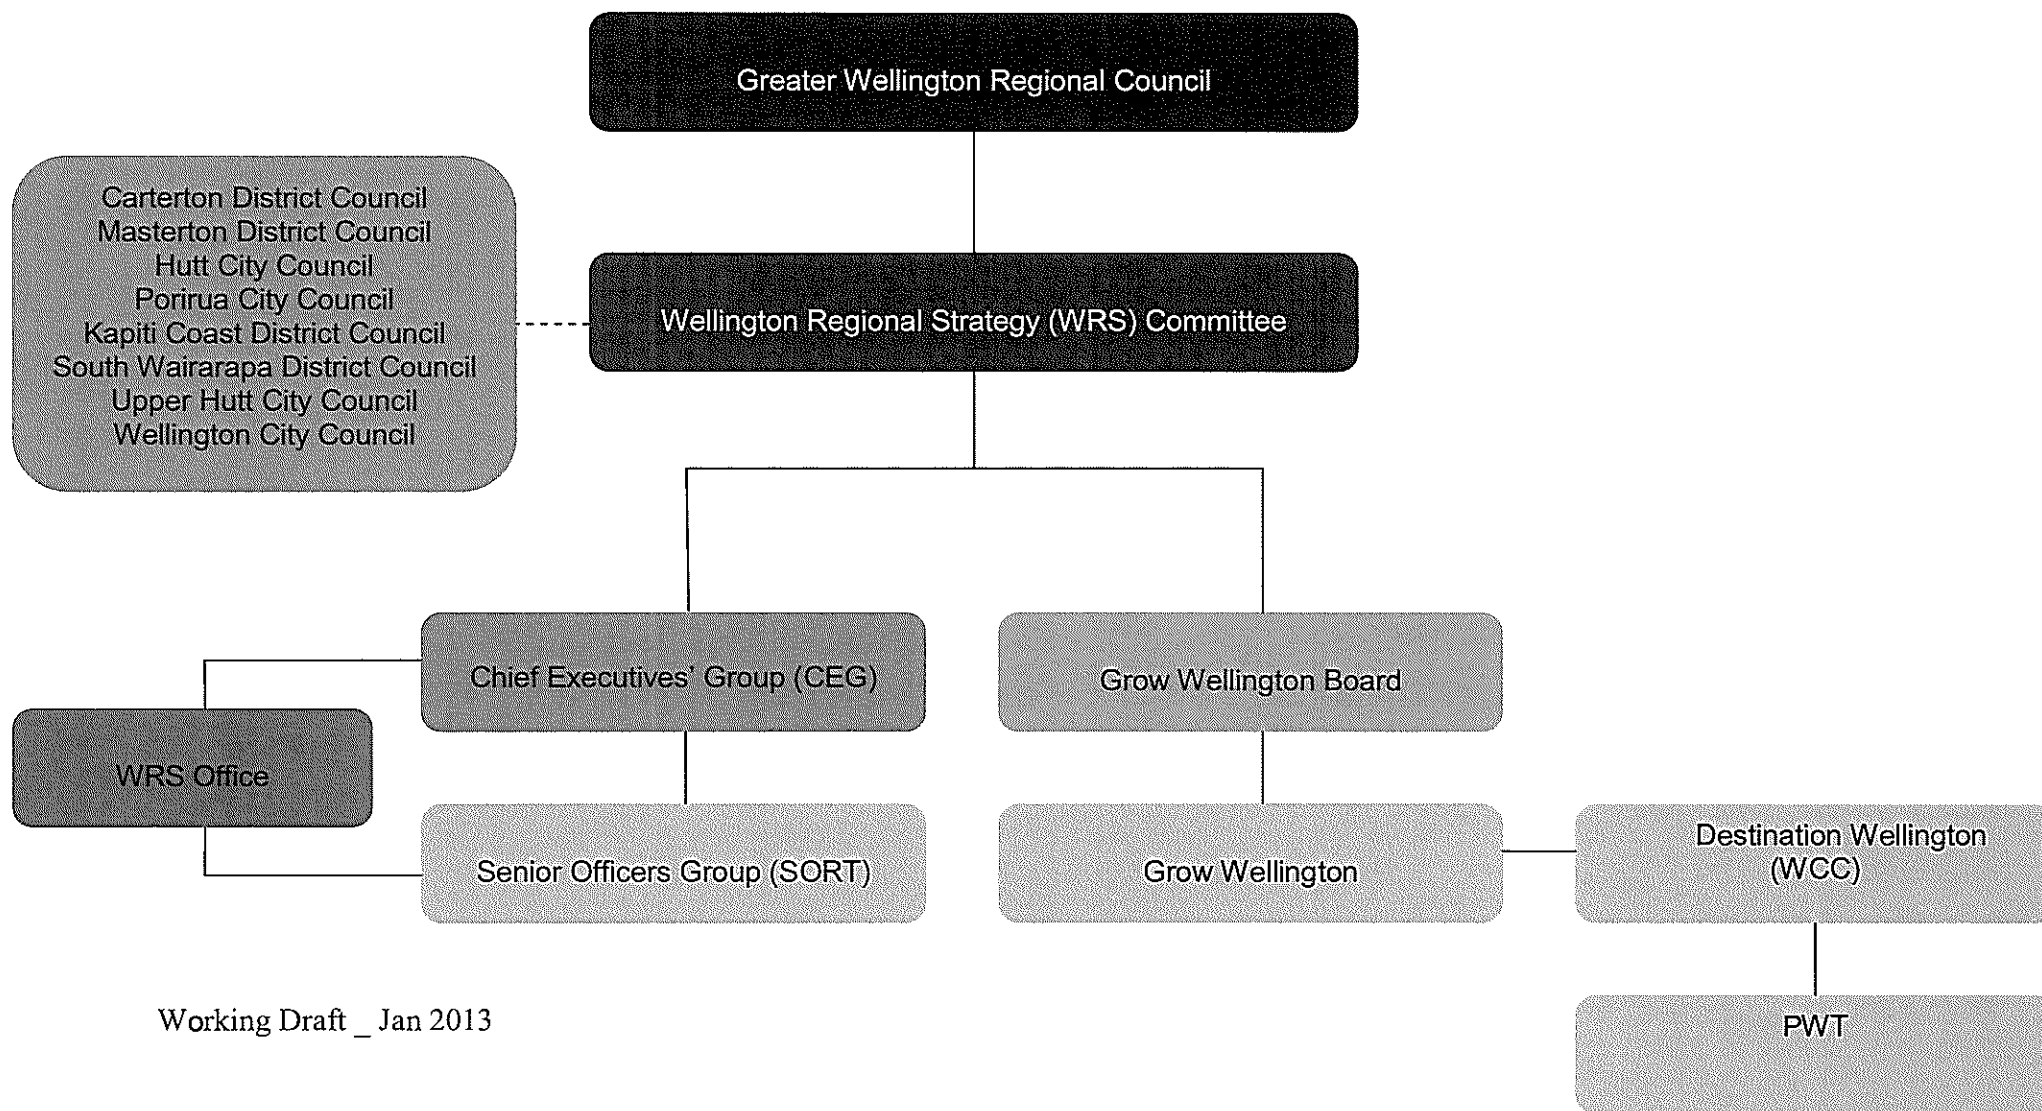 Greater Wellington Regional Council
Carterton District Council
Masterton District Council
Hutt City Council
Porirua City Council
Kapiti Coast District Council
South Wairarapa District Council
Upper Hutt City Council
Wellington City Council
Wellington Regional Strategy (WRS) Committee
Chief Executives' Group (CEG)
Grow Wellington Board
WRS Office
Senior Officers Group (SORT)
Grow Wellington
Destination Wellington
(WCC)
PWT
Working Draft _ Jan 2013